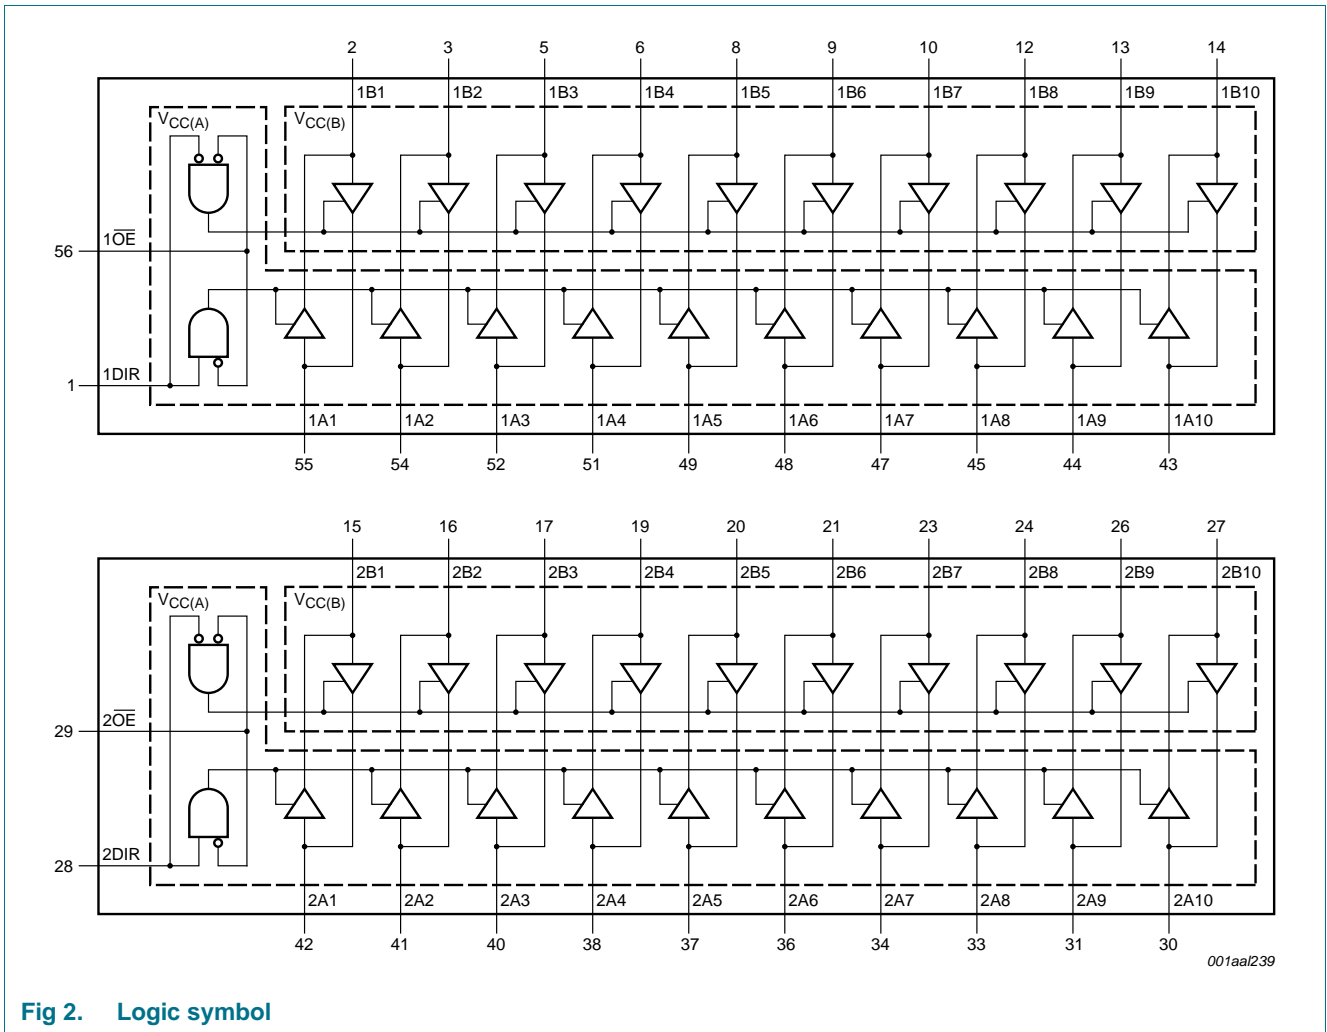 2 3 5 6 8 9 10 12 13 14
1B1 1B2 1B3 1B4 1B5 1B6 1B7 1B8 1B9 1B10
VCC(A) VCC(B)
56 1O̅E̅
1 1DIR
1A1 1A2 1A3 1A4 1A5 1A6 1A7 1A8 1A9 1A10
55 54 52 51 49 48 47 45 44 43
15 16 17 19 20 21 23 24 26 27
2B1 2B2 2B3 2B4 2B5 2B6 2B7 2B8 2B9 2B10
VCC(A) VCC(B)
29 2O̅E̅
28 2DIR
2A1 2A2 2A3 2A4 2A5 2A6 2A7 2A8 2A9 2A10
42 41 40 38 37 36 34 33 31 30
001aal239
Fig 2. Logic symbol